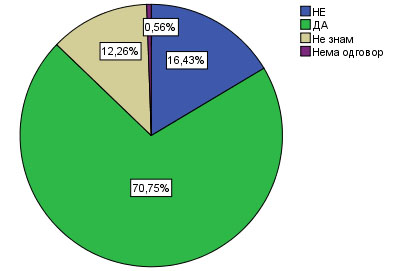 0,56%
12,26%
16,43%
70,75%
НЕ
ДА
Не знам
Нема одговор